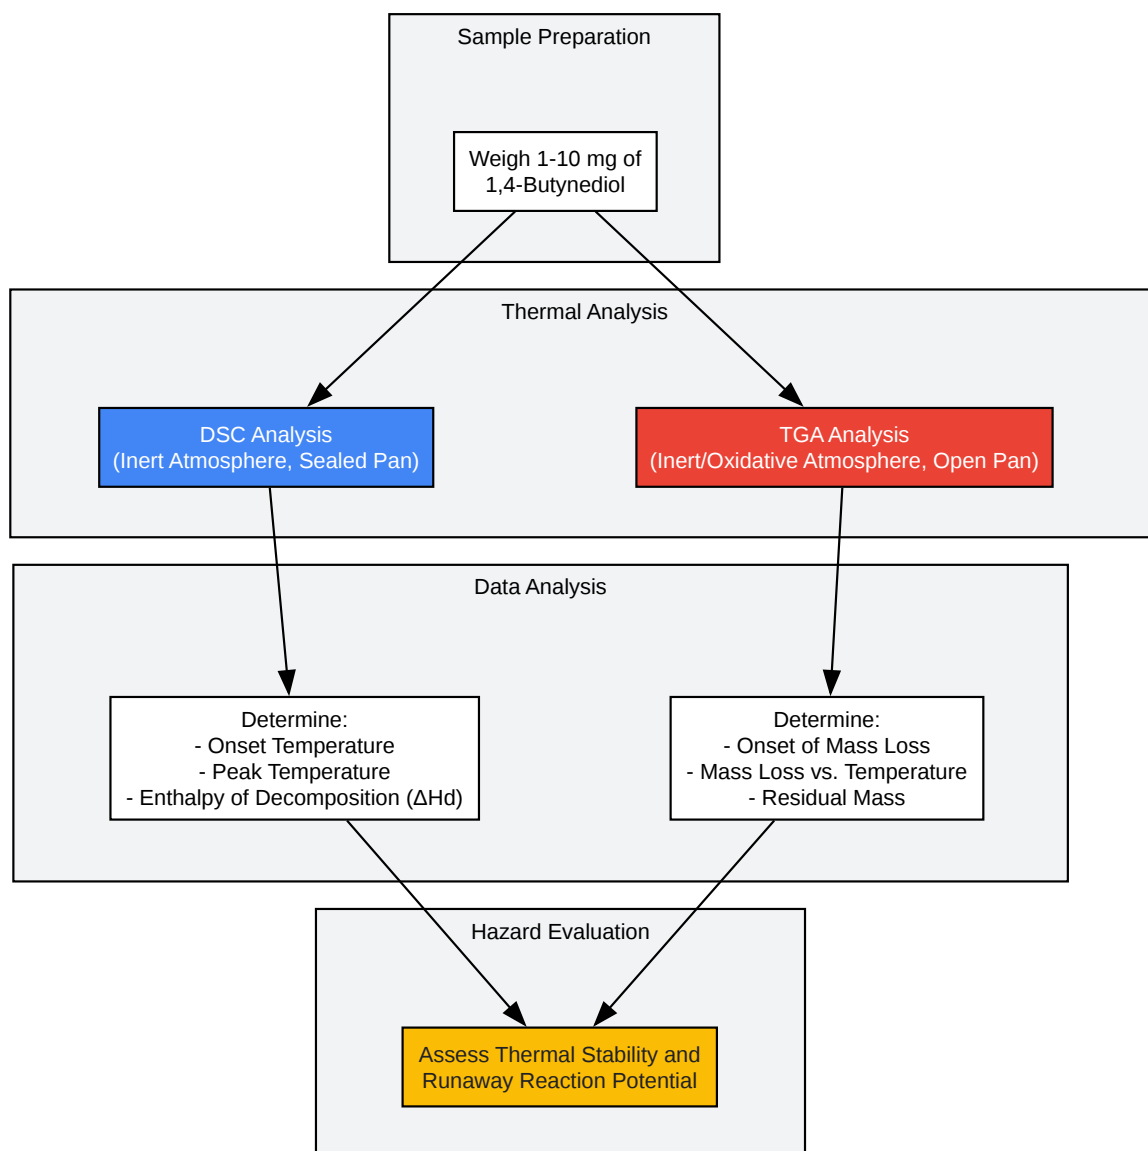 Sample Preparation
Weigh 1-10 mg of
1,4-Butynediol
Thermal Analysis
DSC Analysis
(Inert Atmosphere, Sealed Pan)
TGA Analysis
(Inert/Oxidative Atmosphere, Open Pan)
Data Analysis
Determine:
- Onset Temperature
- Peak Temperature
- Enthalpy of Decomposition (ΔHd)
Determine:
- Onset of Mass Loss
- Mass Loss vs. Temperature
- Residual Mass
Hazard Evaluation
Assess Thermal Stability and
Runaway Reaction Potential